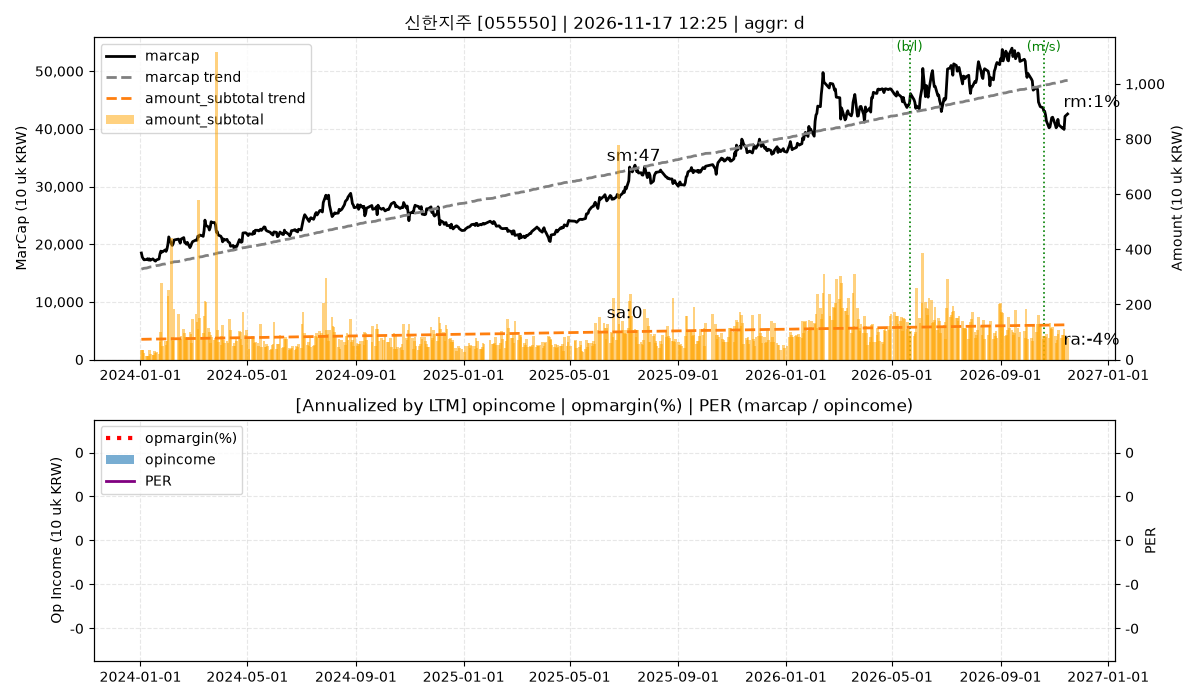 신한지주 [055550] | 2026-11-17 12:25 | aggr: d
marcap
marcap trend
amount_subtotal trend
amount_subtotal
(b/l)
(m/s)
rm:1%
sm:47
sa:0
ra:-4%
MarCap (10 uk KRW)
50,000
40,000
30,000
20,000
10,000
0
Amount (10 uk KRW)
1,000
800
600
400
200
0
2024-01-01 2024-05-01 2024-09-01 2025-01-01 2025-05-01 2025-09-01 2026-01-01 2026-05-01 2026-09-01 2027-01-01
[Annualized by LTM] opincome | opmargin(%) | PER (marcap / opincome)
opmargin(%)
opincome
PER
Op Income (10 uk KRW)
0
0
0
-0
-0
PER
0
0
0
-0
-0
2024-01-01 2024-05-01 2024-09-01 2025-01-01 2025-05-01 2025-09-01 2026-01-01 2026-05-01 2026-09-01 2027-01-01